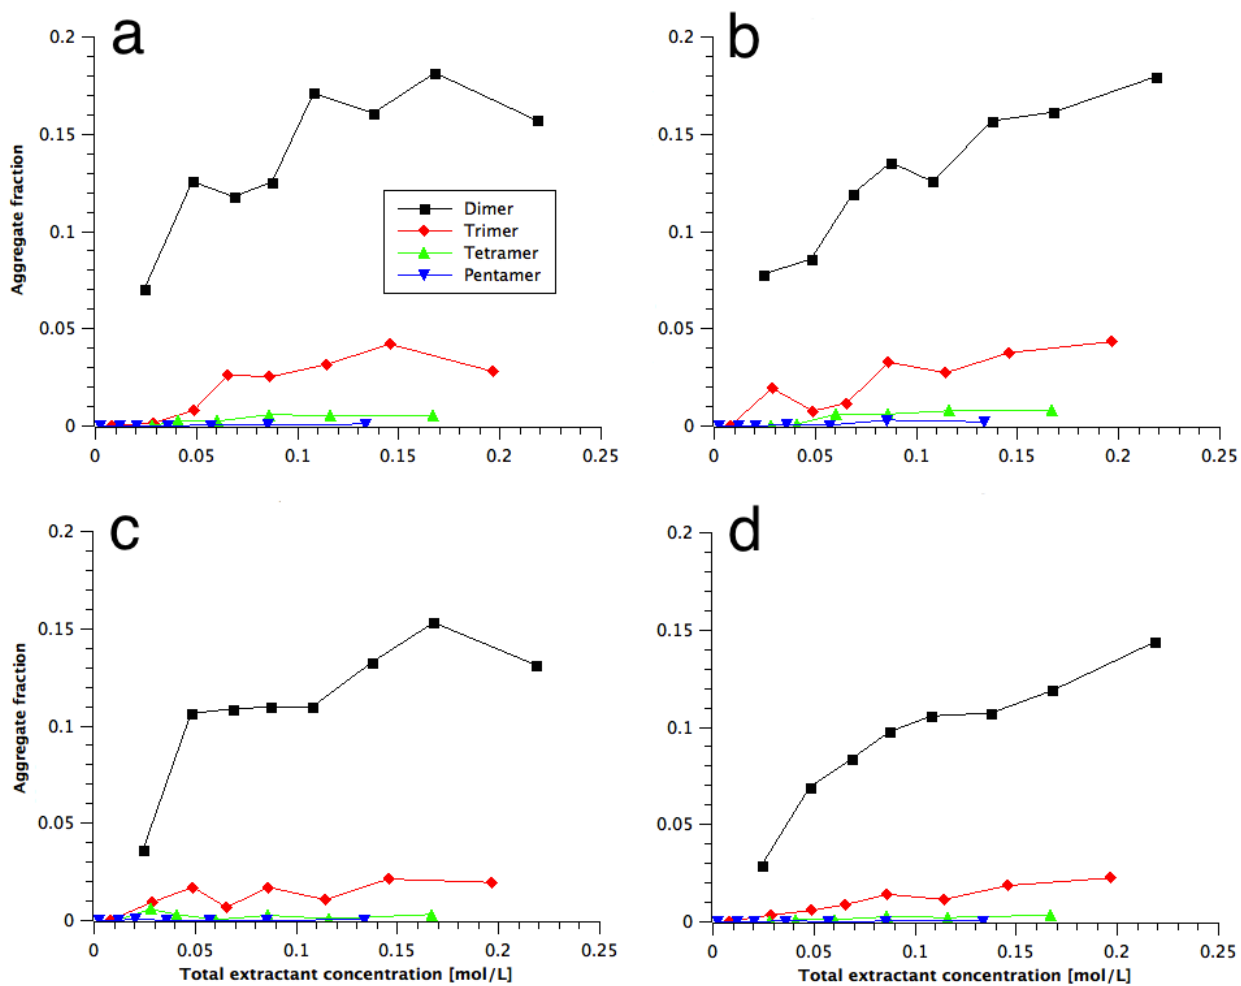 a
0.2
0.15
0.1
0.05
0
Aggregate fraction
Dimer
Trimer
Tetramer
Pentamer
0 0.05 0.1 0.15 0.2 0.25
b
0.2
0.15
0.1
0.05
0
0 0.05 0.1 0.15 0.2 0.25
c
0.2
0.15
0.1
0.05
0
Aggregate fraction
0 0.05 0.1 0.15 0.2 0.25
Total extractant concentration [mol/L]
d
0.2
0.15
0.1
0.05
0
0 0.05 0.1 0.15 0.2 0.25
Total extractant concentration [mol/L]